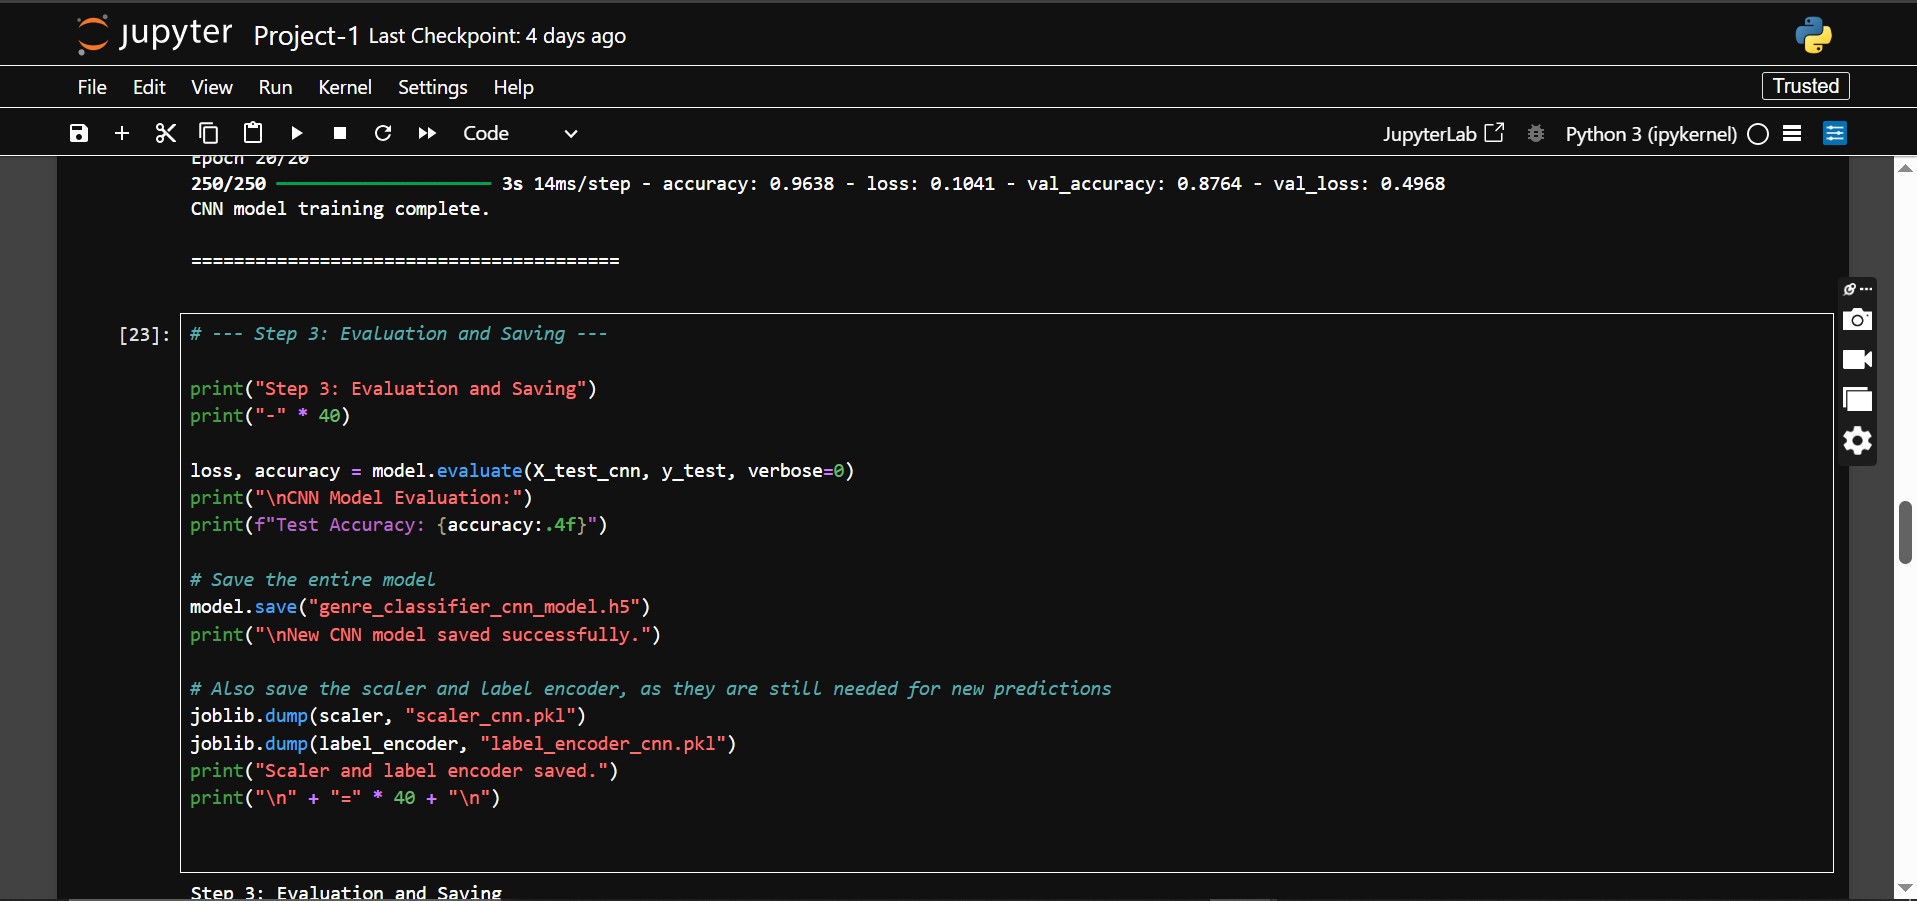 jupyter Project-1 Last Checkpoint: 4 days ago
File Edit View Run Kernel Settings Help
Trusted
Code
JupyterLab
Python 3 (ipykernel)
Epoch 20/20
250/250 3s 14ms/step - accuracy: 0.9638 - loss: 0.1041 - val_accuracy: 0.8764 - val_loss: 0.4968
CNN model training complete.
========================================
[23]:
# --- Step 3: Evaluation and Saving ---
print("Step 3: Evaluation and Saving")
print("-" * 40)
loss, accuracy = model.evaluate(X_test_cnn, y_test, verbose=0)
print("\nCNN Model Evaluation:")
print(f"Test Accuracy: {accuracy:.4f}")
# Save the entire model
model.save("genre_classifier_cnn_model.h5")
print("\nNew CNN model saved successfully.")
# Also save the scaler and label encoder, as they are still needed for new predictions
joblib.dump(scaler, "scaler_cnn.pkl")
joblib.dump(label_encoder, "label_encoder_cnn.pkl")
print("Scaler and label encoder saved.")
print("\n" + "=" * 40 + "\n")
Step 3: Evaluation and Saving